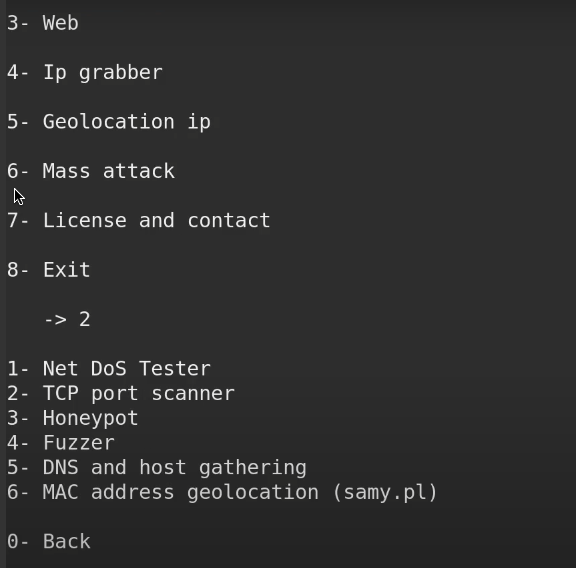 3- Web
4- Ip grabber
5- Geolocation ip
6- Mass attack
7- License and contact
8- Exit
-> 2
1- Net DoS Tester
2- TCP port scanner
3- Honeypot
4- Fuzzer
5- DNS and host gathering
6- MAC address geolocation (samy.pl)
0- Back